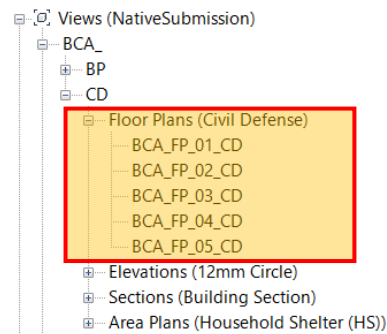 Views (NativeSubmission)
BCA_
BP
CD
Floor Plans (Civil Defense)
BCA_FP_01_CD
BCA_FP_02_CD
BCA_FP_03_CD
BCA_FP_04_CD
BCA_FP_05_CD
Elevations (12mm Circle)
Sections (Building Section)
Area Plans (Household Shelter (HS))